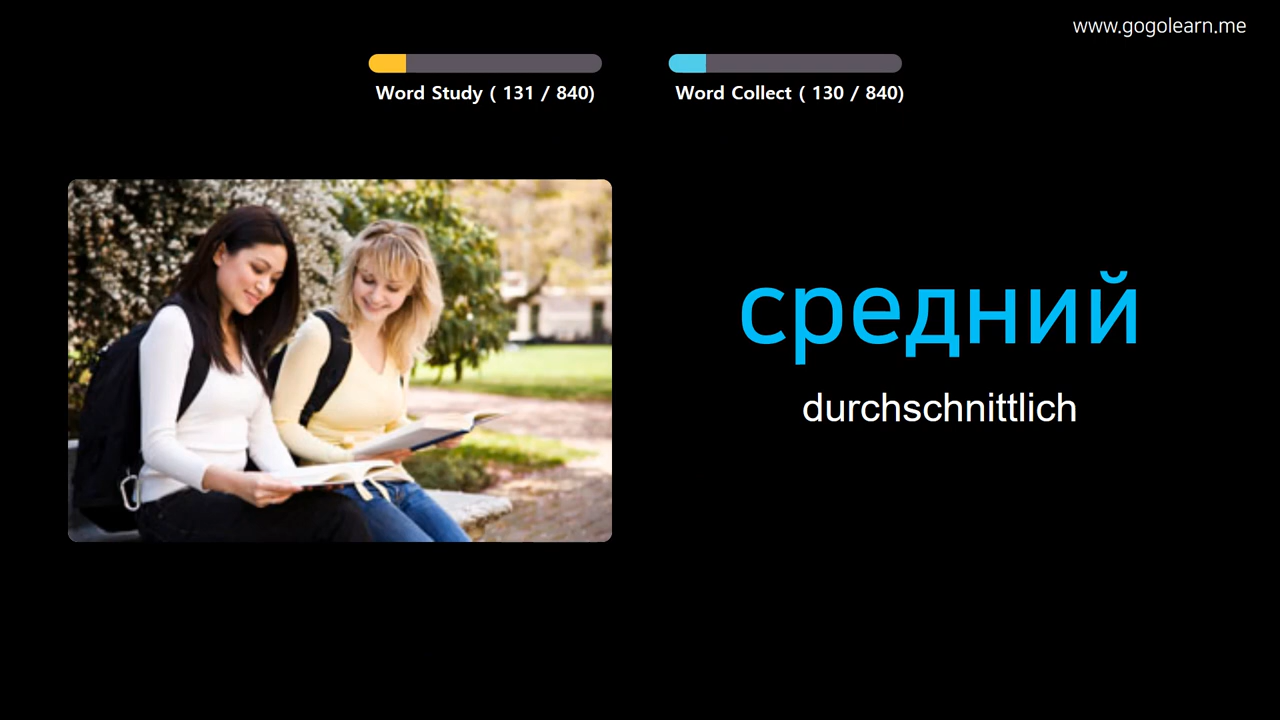 www.gogolearn.me
Word Study ( 131 / 840)
Word Collect ( 130 / 840)
средний
durchschnittlich